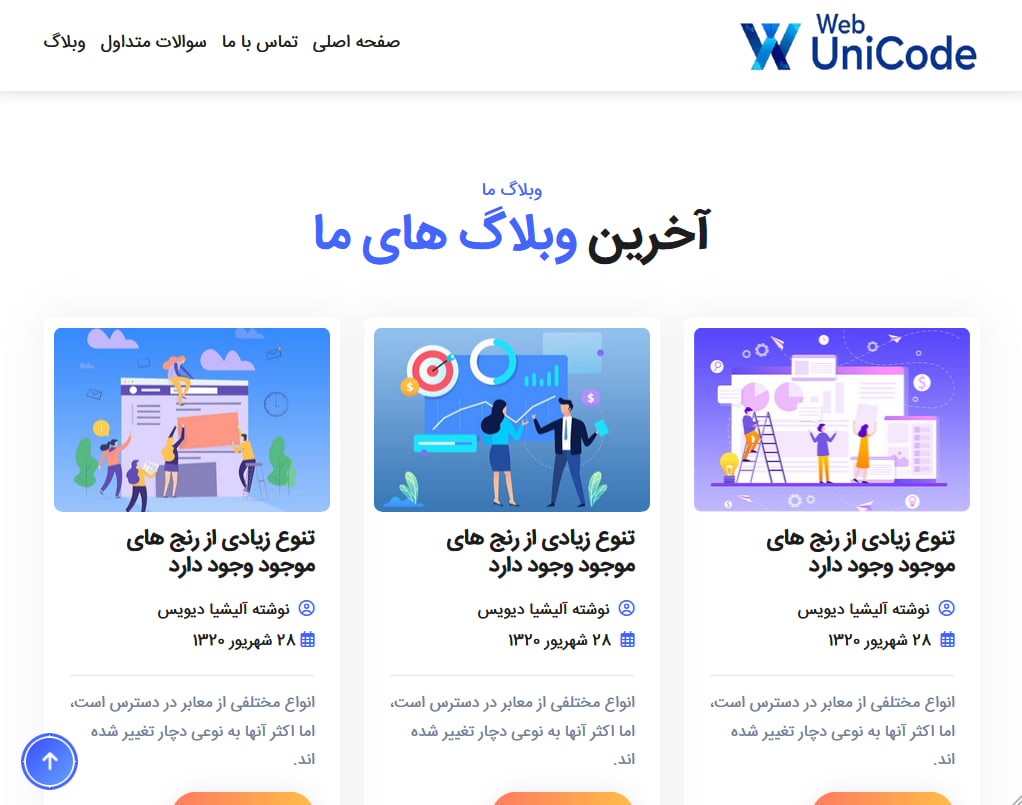 Web
UniCode
صفحه اصلی تماس با ما سوالات متداول وبلاگ
وبلاگ ما
آخرین وبلاگ های ما
تنوع زیادی از رنج های
موجود وجود دارد
نوشته آلیشیا دیویس
۲۸ شهریور ۱۳۲۰
انواع مختلفی از معابر در دسترس است،
اما اکثر آنها به نوعی دچار تغییر شده
اند.
تنوع زیادی از رنج های
موجود وجود دارد
نوشته آلیشیا دیویس
۲۸ شهریور ۱۳۲۰
انواع مختلفی از معابر در دسترس است،
اما اکثر آنها به نوعی دچار تغییر شده
اند.
تنوع زیادی از رنج های
موجود وجود دارد
نوشته آلیشیا دیویس
۲۸ شهریور ۱۳۲۰
انواع مختلفی از معابر در دسترس است،
اما اکثر آنها به نوعی دچار تغییر شده
اند.